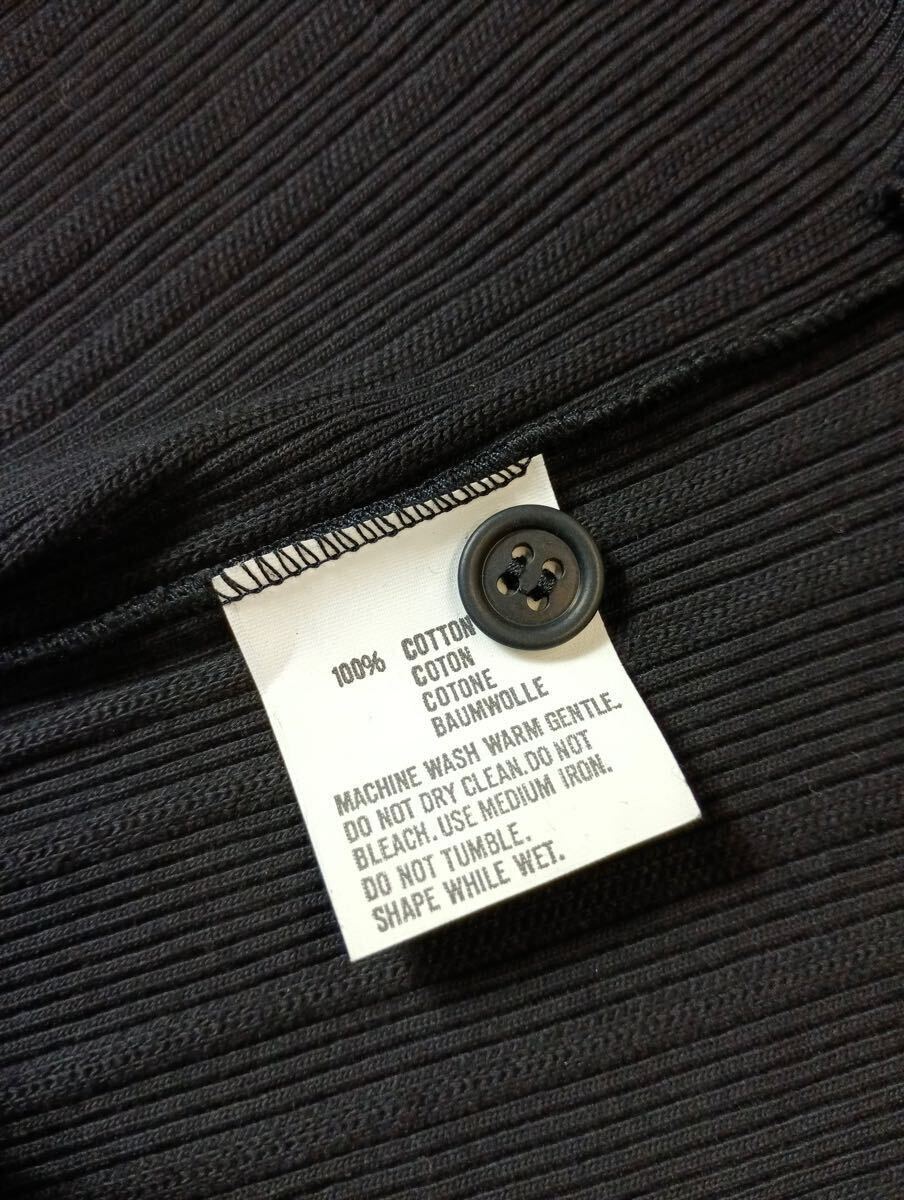 100% COTTON
COTON
COTONE
BAUMWOLLE
MACHINE WASH WARM GENTLE.
DO NOT DRY CLEAN.DO NOT
BLEACH. USE MEDIUM IRON.
DO NOT TUMBLE.
SHAPE WHILE WET.